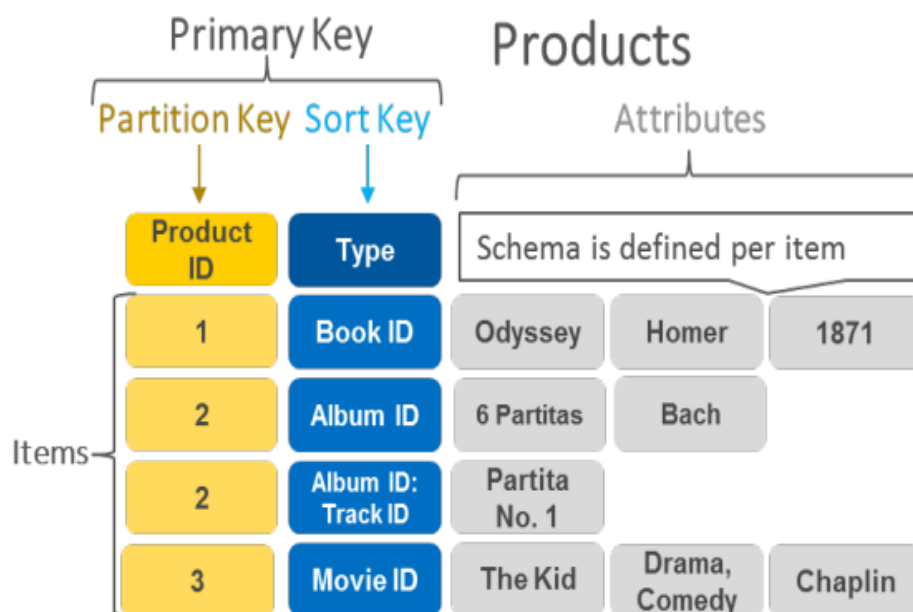 Primary Key
Products
Partition Key
Sort Key
Attributes
Product
ID
Type
Schema is defined per item
1
Book ID
Odyssey
Homer
1871
2
Album ID
6 Partitas
Bach
Items
2
Album ID:
Track ID
Partita
No. 1
3
Movie ID
The Kid
Drama,
Comedy
Chaplin